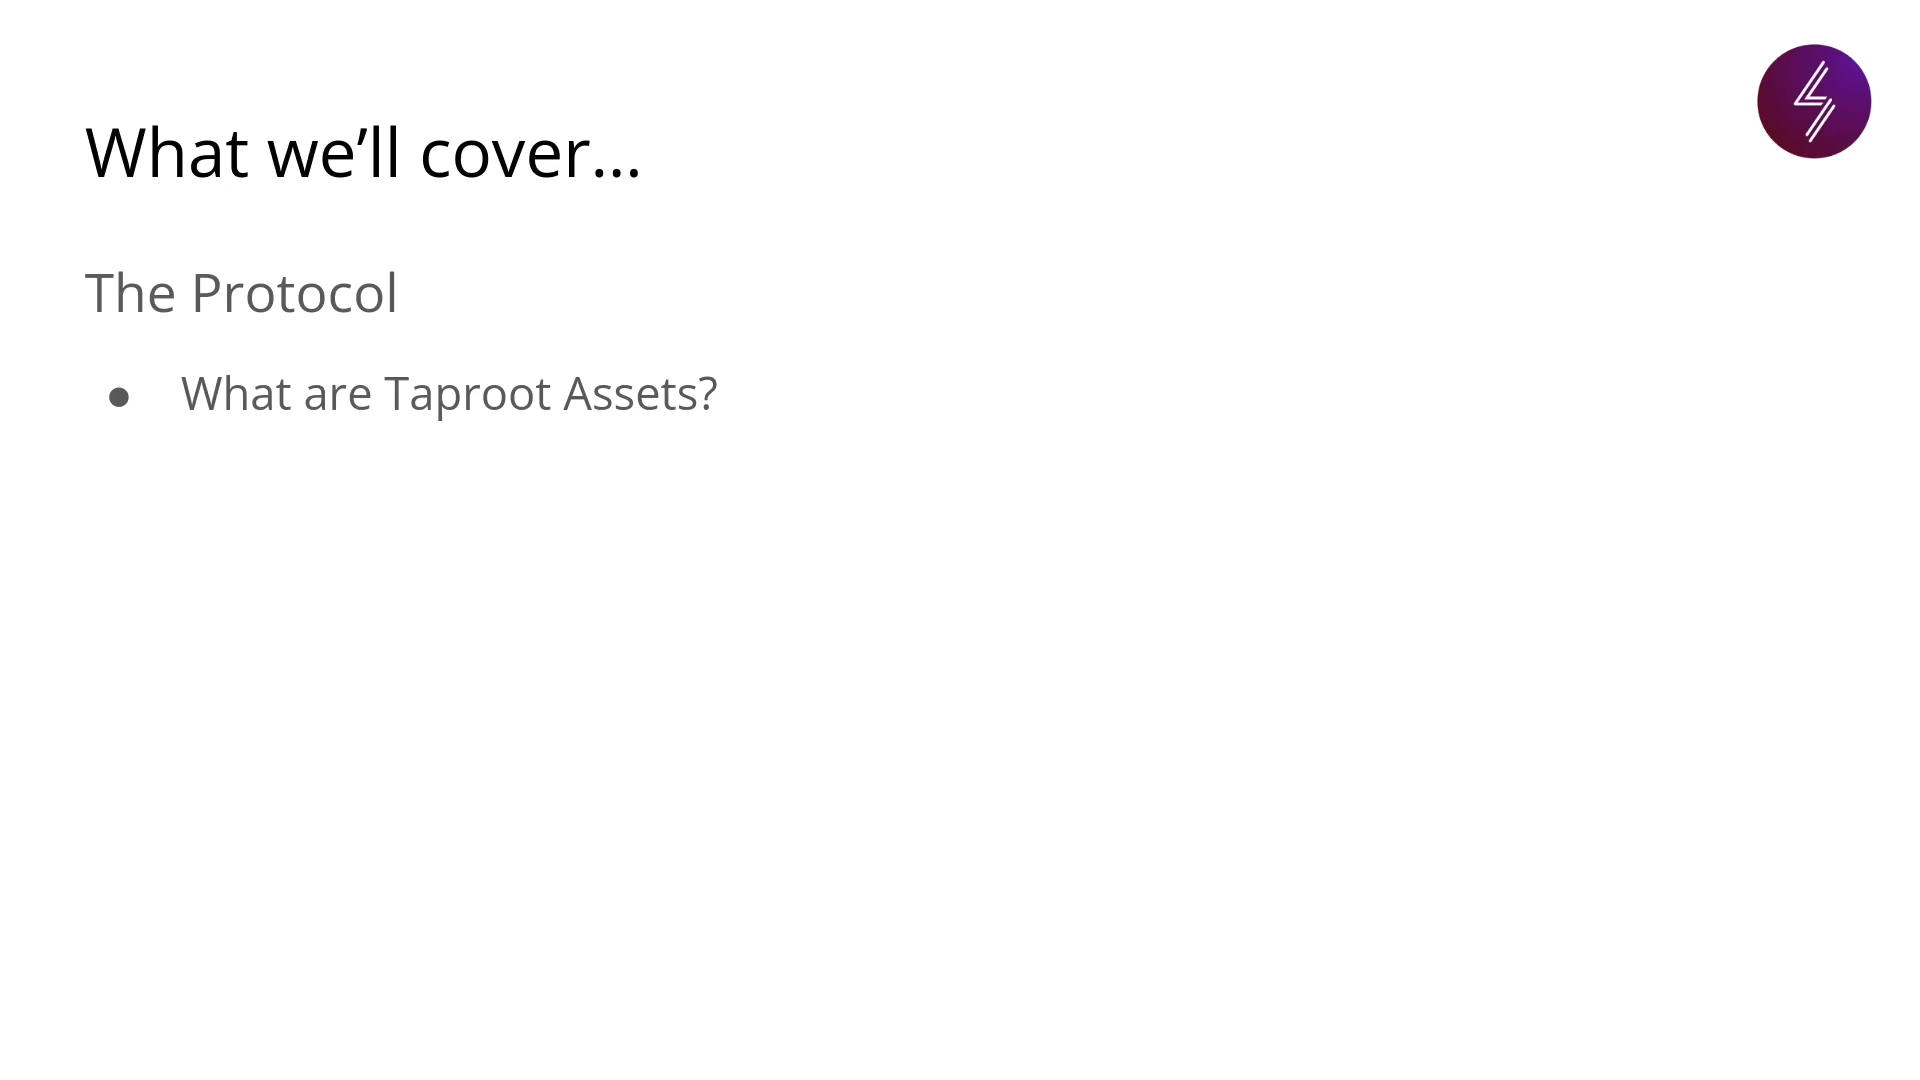 What we’ll cover…
The Protocol
● What are Taproot Assets?